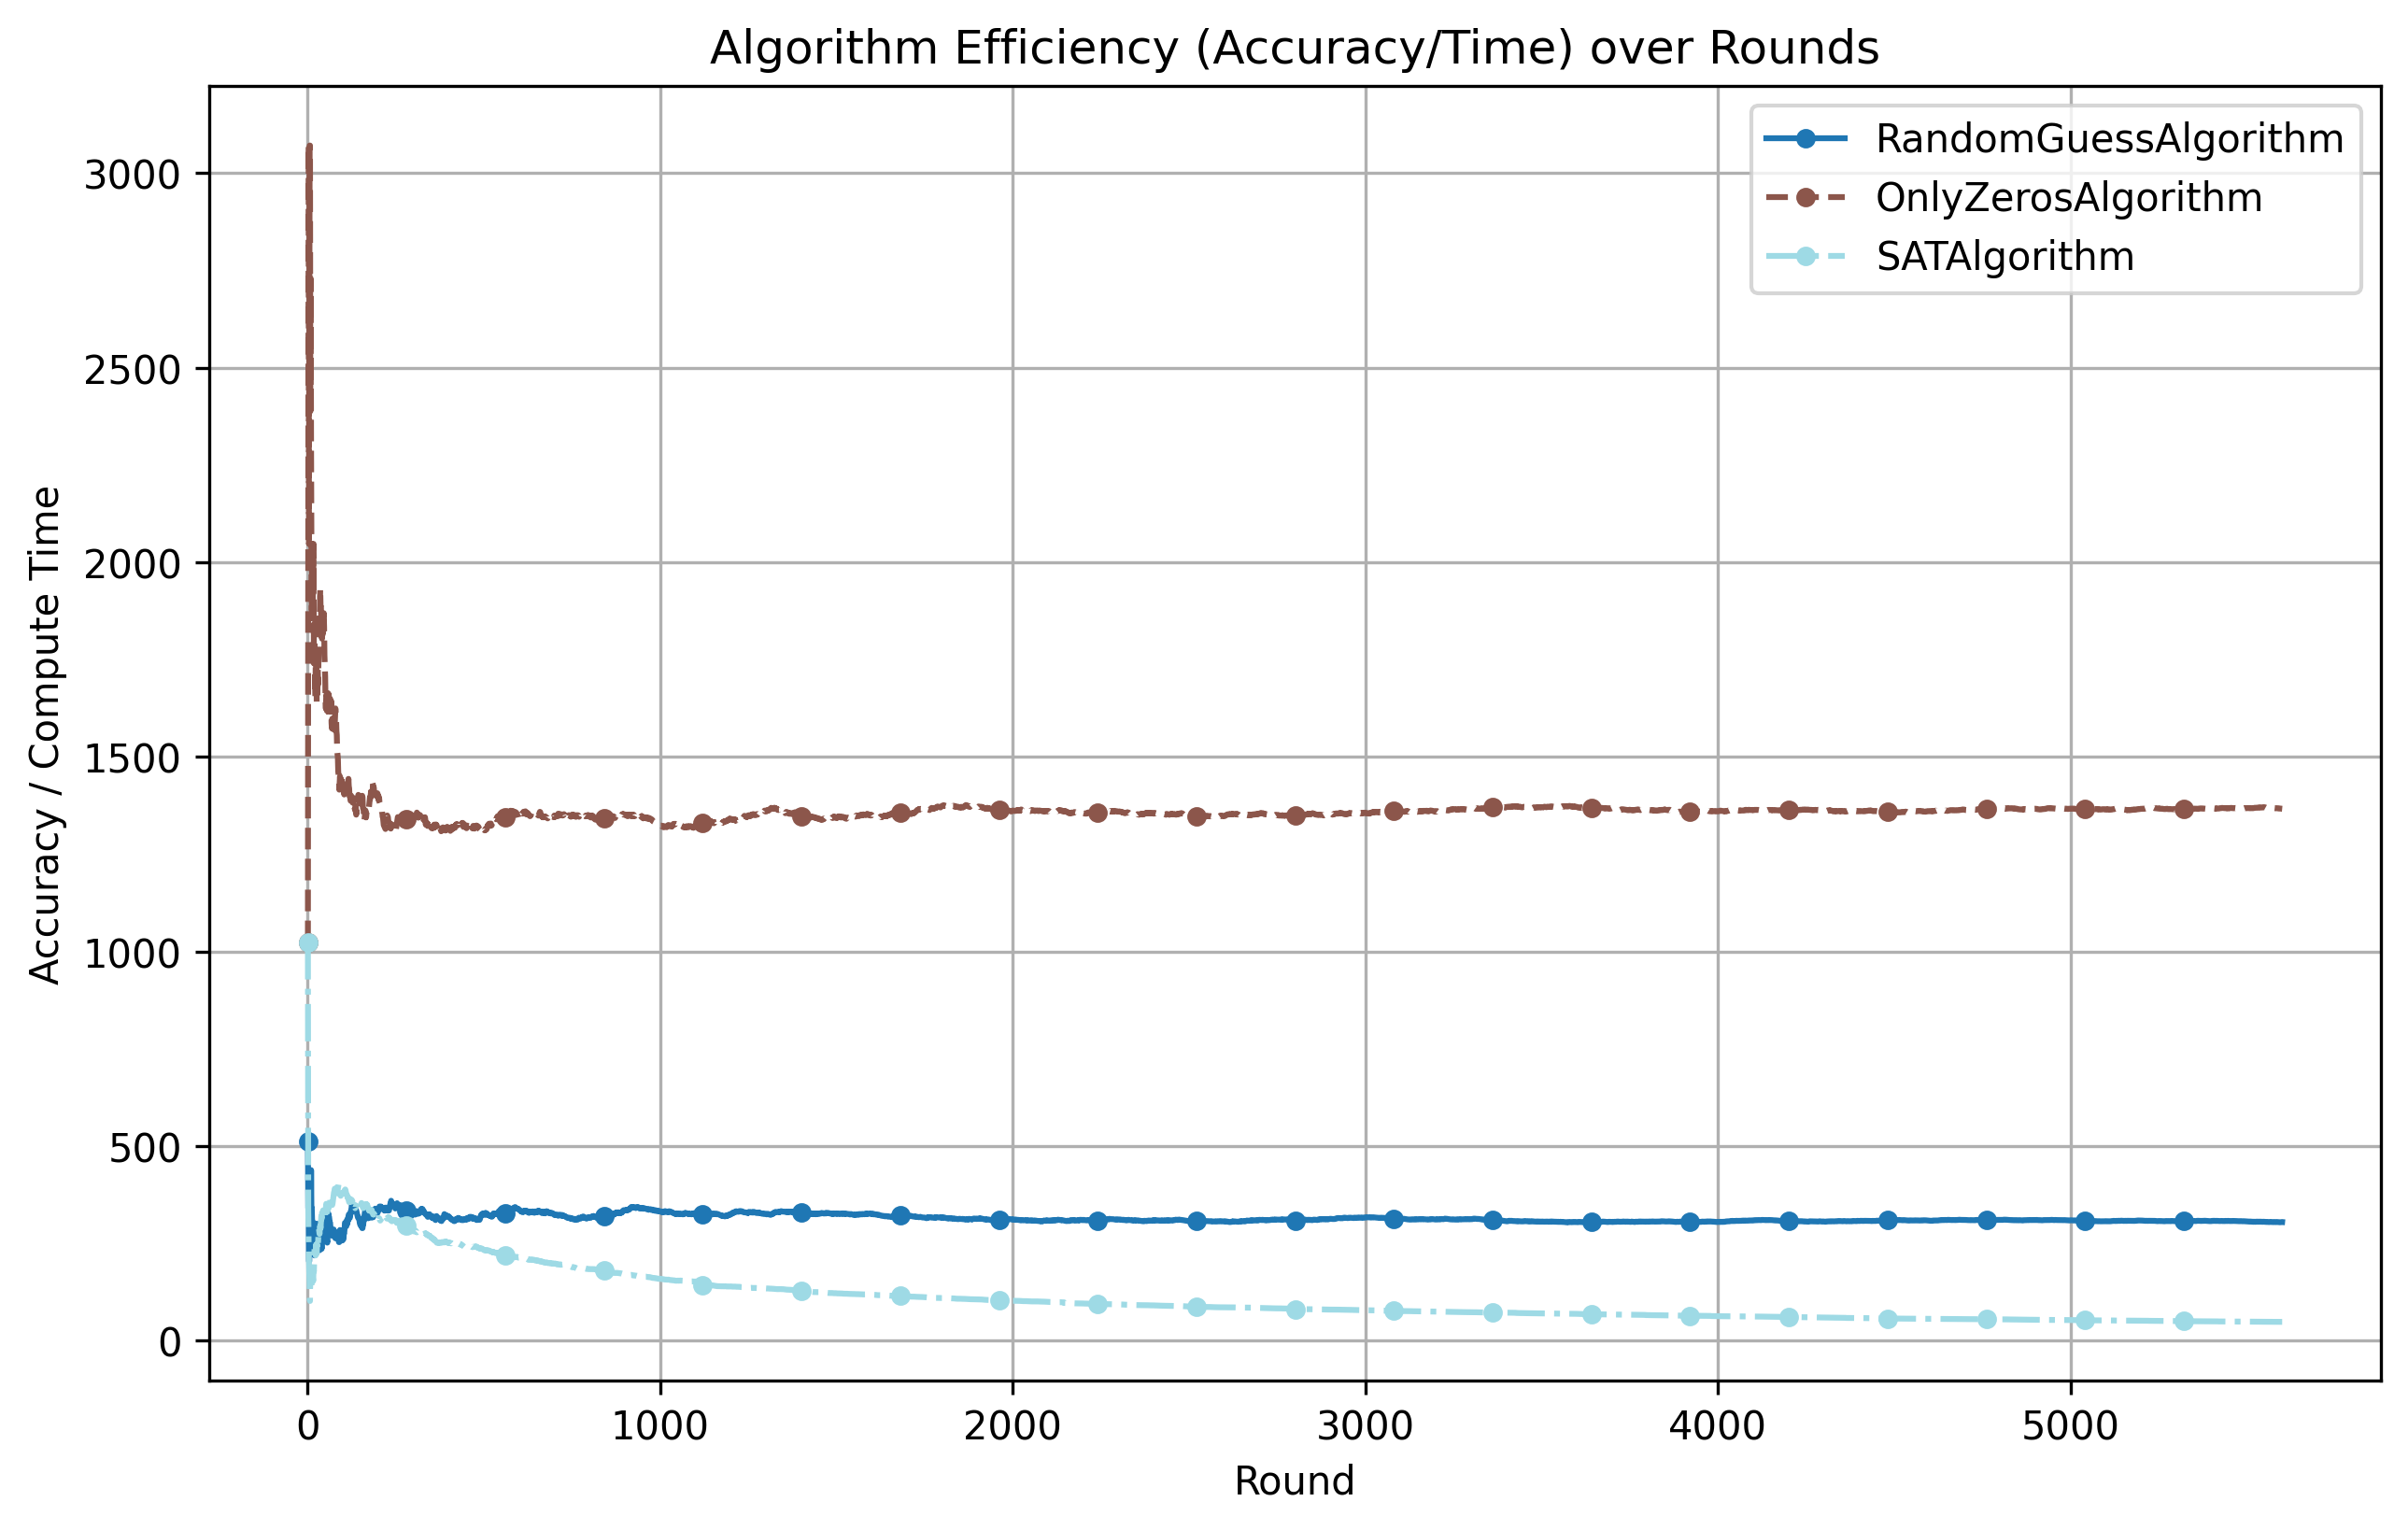 Algorithm Efficiency (Accuracy/Time) over Rounds
RandomGuessAlgorithm
OnlyZerosAlgorithm
SATAlgorithm
Accuracy / Compute Time
3000
2500
2000
1500
1000
500
0
0 1000 2000 3000 4000 5000
Round